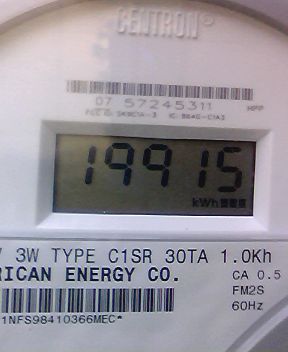 CENTRON®
07 57245311
19915
kWh
3W TYPE C1SR 30TA 1.0Kh
RICAN ENERGY CO.
CA 0.5
FM2S
60Hz
1NFS98410366MEC*